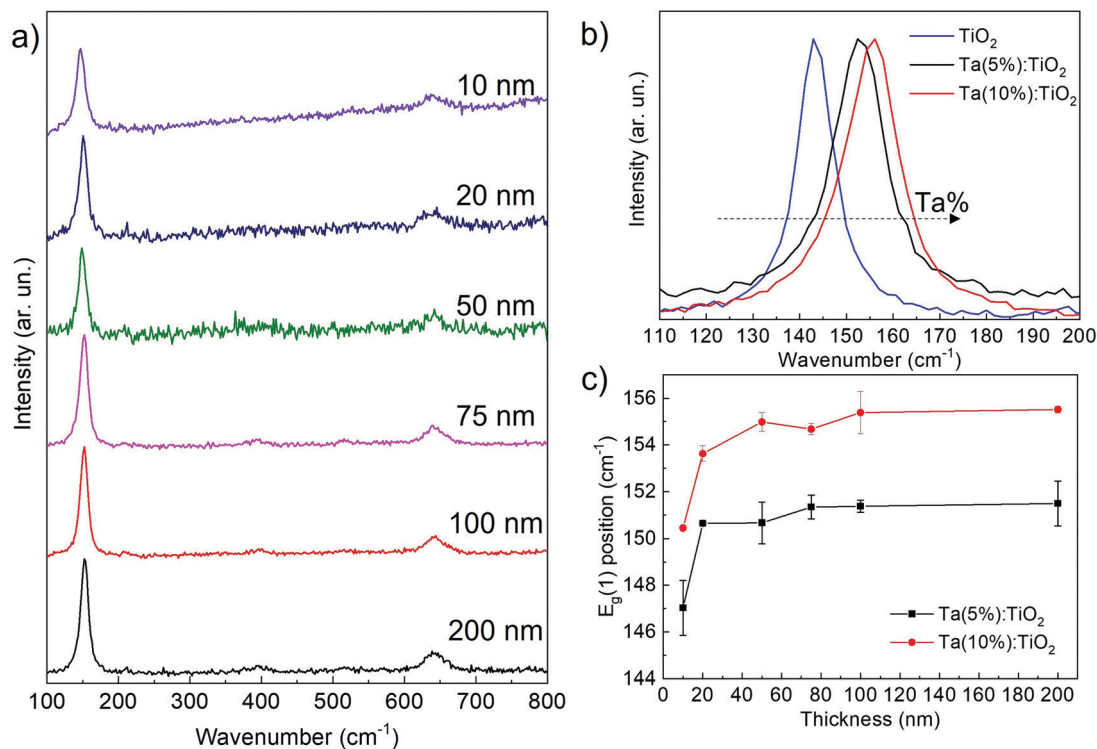 a)
10 nm
20 nm
50 nm
75 nm
100 nm
200 nm
Intensity (ar. un.)
100 200 300 400 500 600 700 800
Wavenumber (cm⁻¹)
b)
TiO₂
Ta(5%):TiO₂
Ta(10%):TiO₂
Ta%
Intensity (ar. un.)
110 120 130 140 150 160 170 180 190 200
Wavenumber (cm⁻¹)
c)
156
154
152
150
148
146
144
E_g(1) position (cm⁻¹)
Ta(5%):TiO₂
Ta(10%):TiO₂
0 20 40 60 80 100 120 140 160 180 200
Thickness (nm)